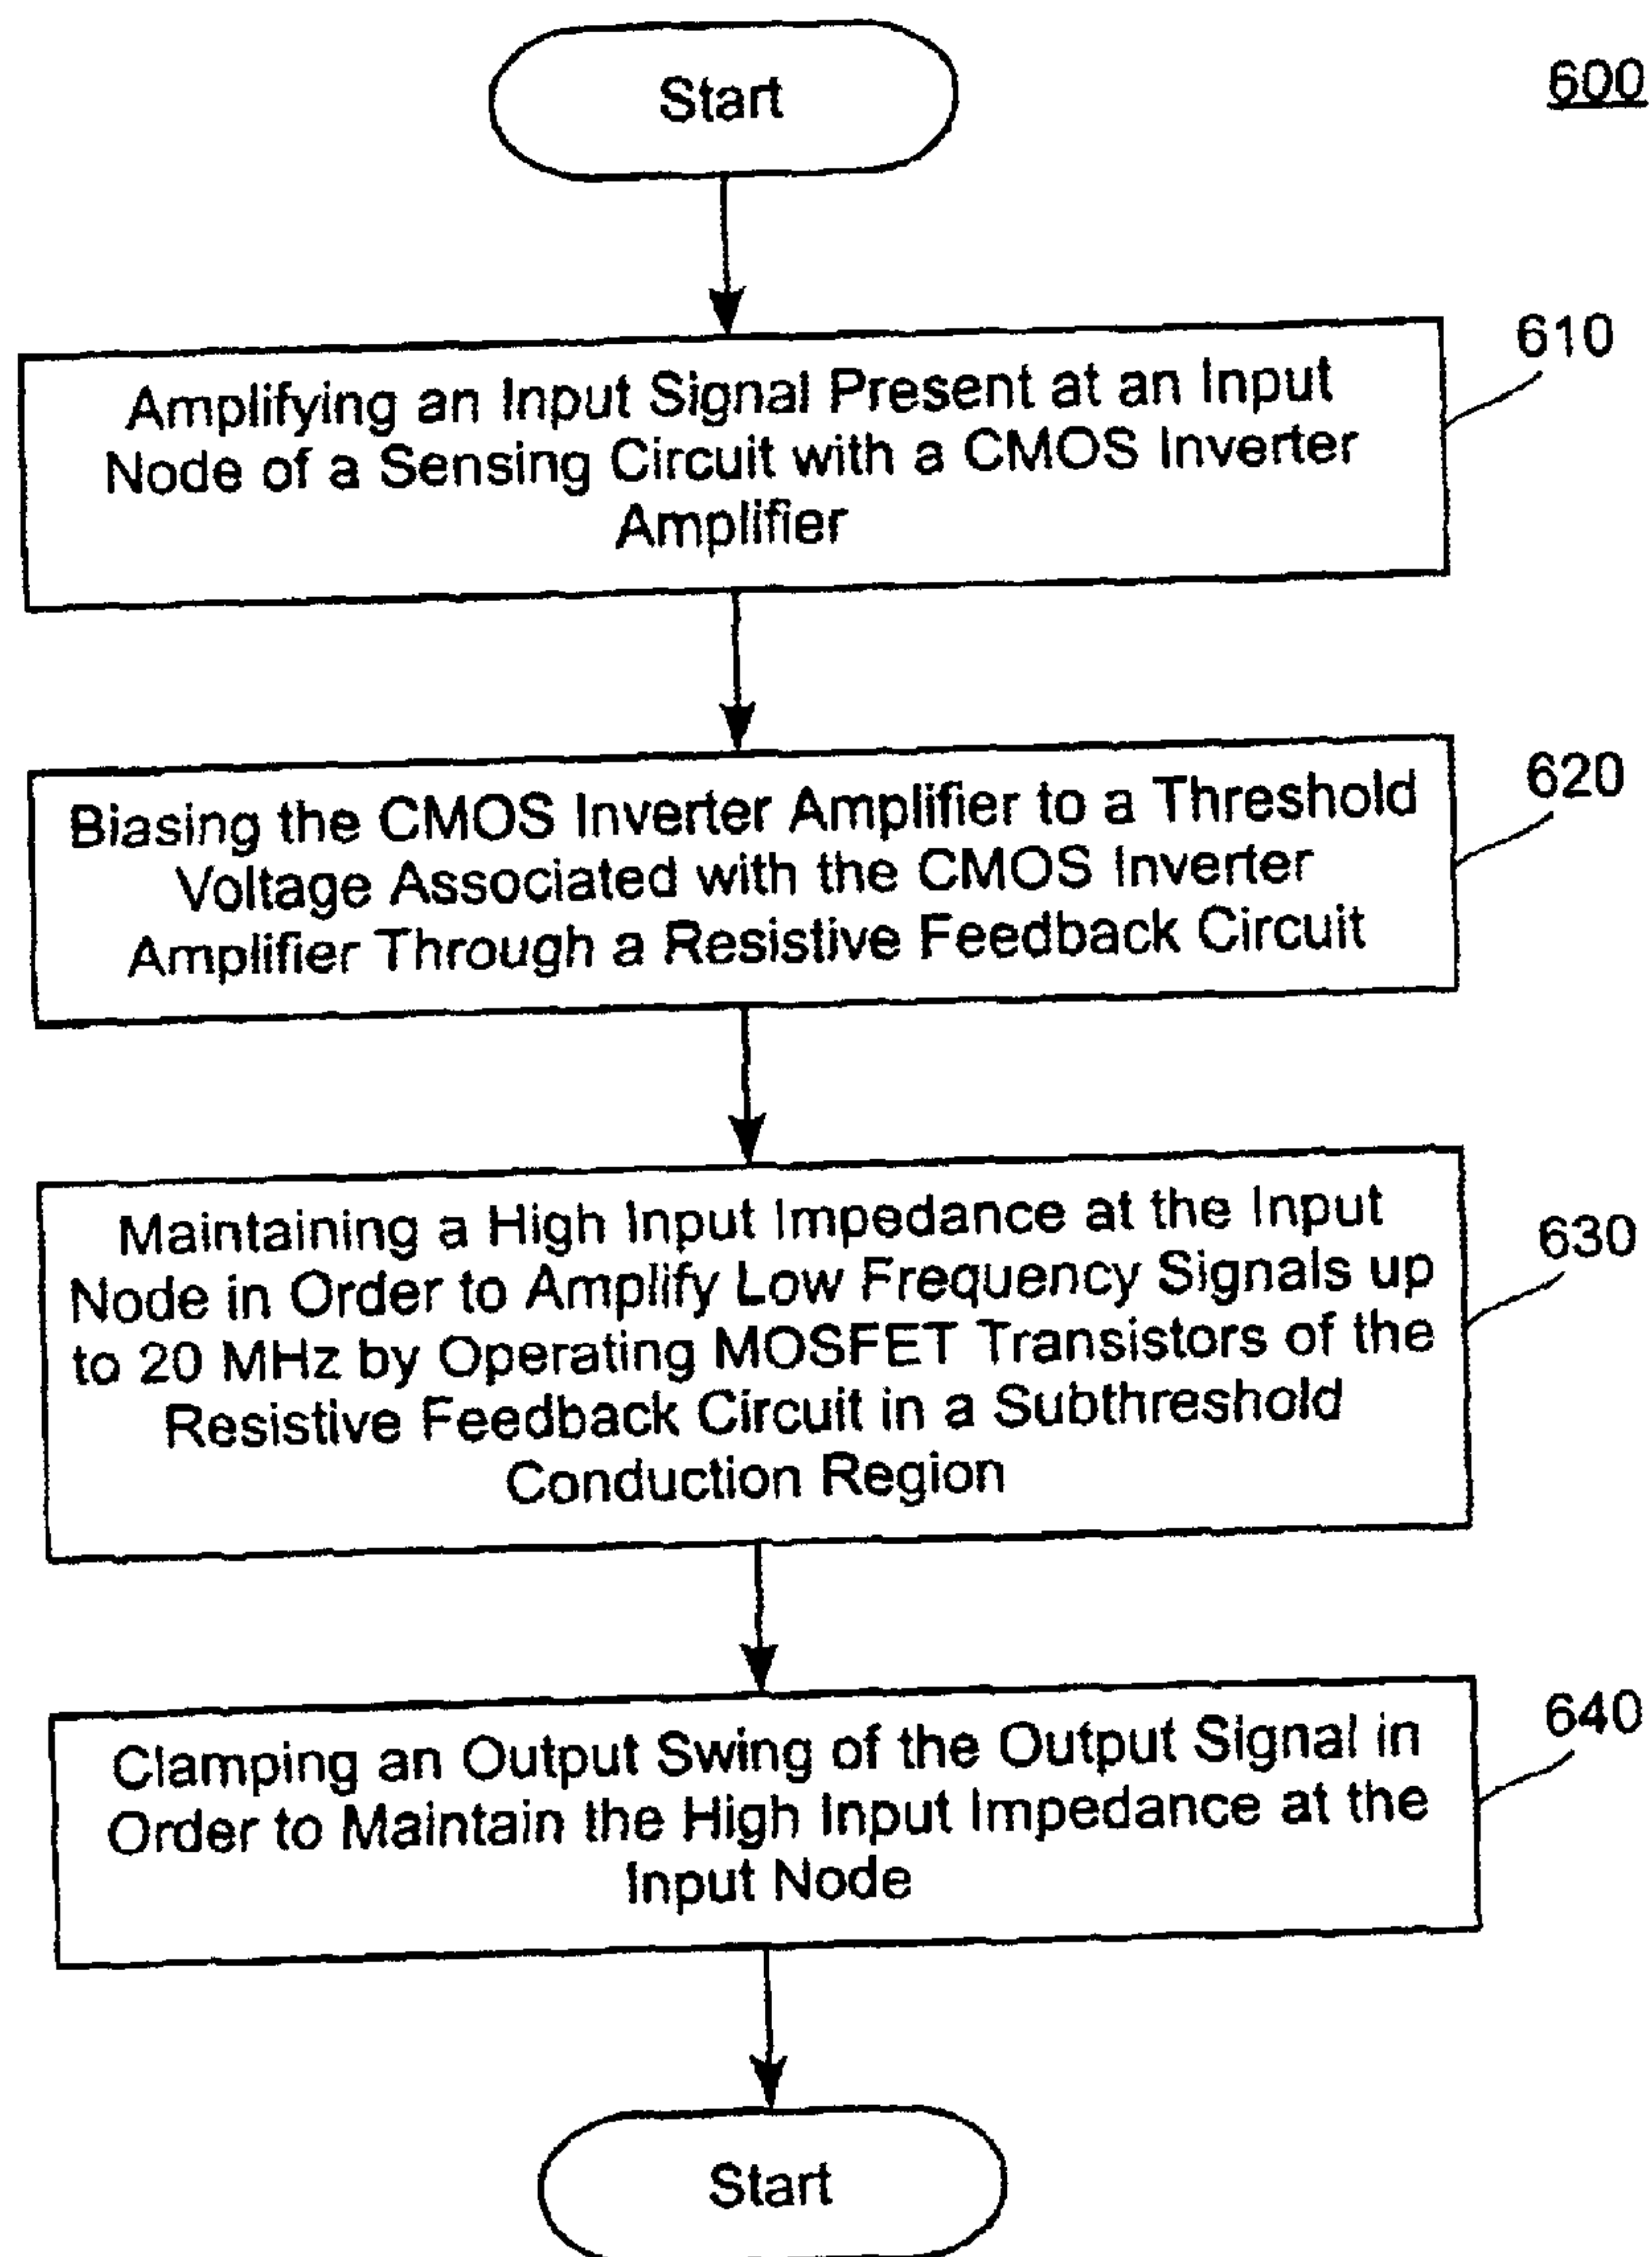 Start
600
610
Amplifying an Input Signal Present at an Input
Node of a Sensing Circuit with a CMOS Inverter
Amplifier
620
Biasing the CMOS Inverter Amplifier to a Threshold
Voltage Associated with the CMOS Inverter
Amplifier Through a Resistive Feedback Circuit
630
Maintaining a High Input Impedance at the Input
Node in Order to Amplify Low Frequency Signals up
to 20 MHz by Operating MOSFET Transistors of the
Resistive Feedback Circuit in a Subthreshold
Conduction Region
640
Clamping an Output Swing of the Output Signal in
Order to Maintain the High Input Impedance at the
Input Node
Start